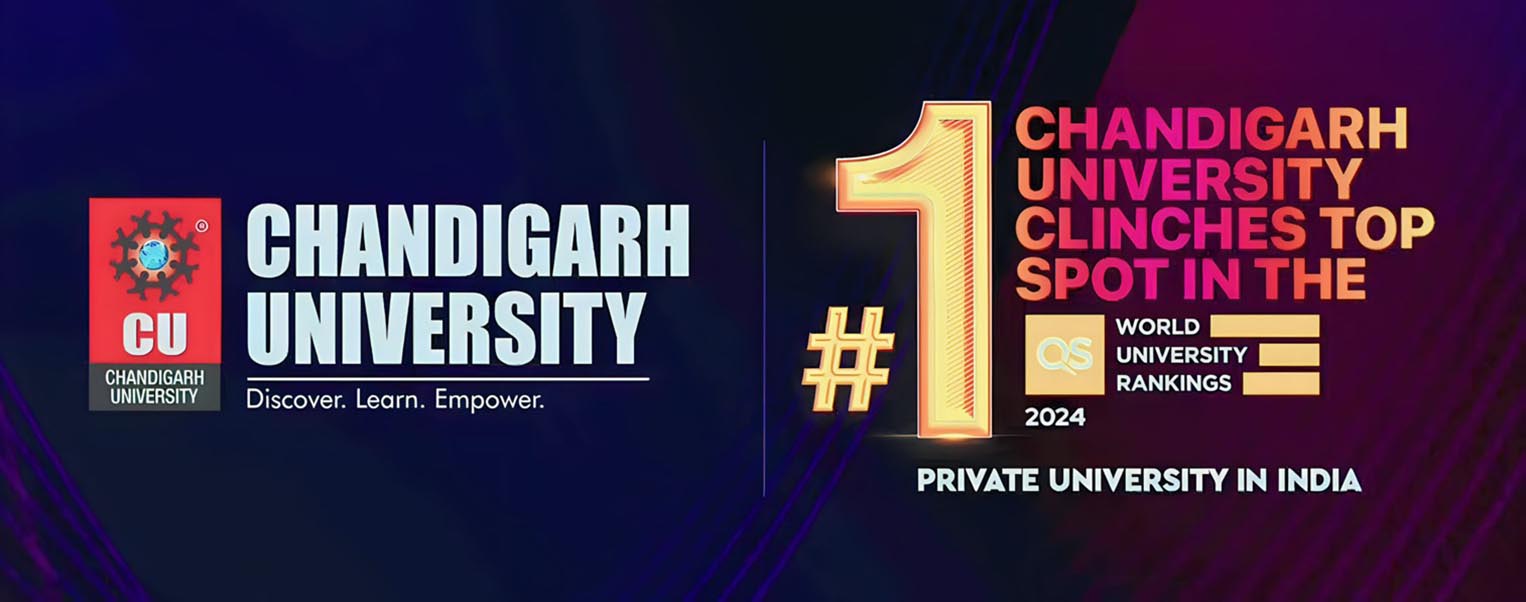 ®
CU
CHANDIGARH
UNIVERSITY
CHANDIGARH
UNIVERSITY
Discover. Learn. Empower.
#1
CHANDIGARH
UNIVERSITY
CLINCHES TOP
SPOT IN THE
QS
WORLD
UNIVERSITY
RANKINGS
2024
PRIVATE UNIVERSITY IN INDIA